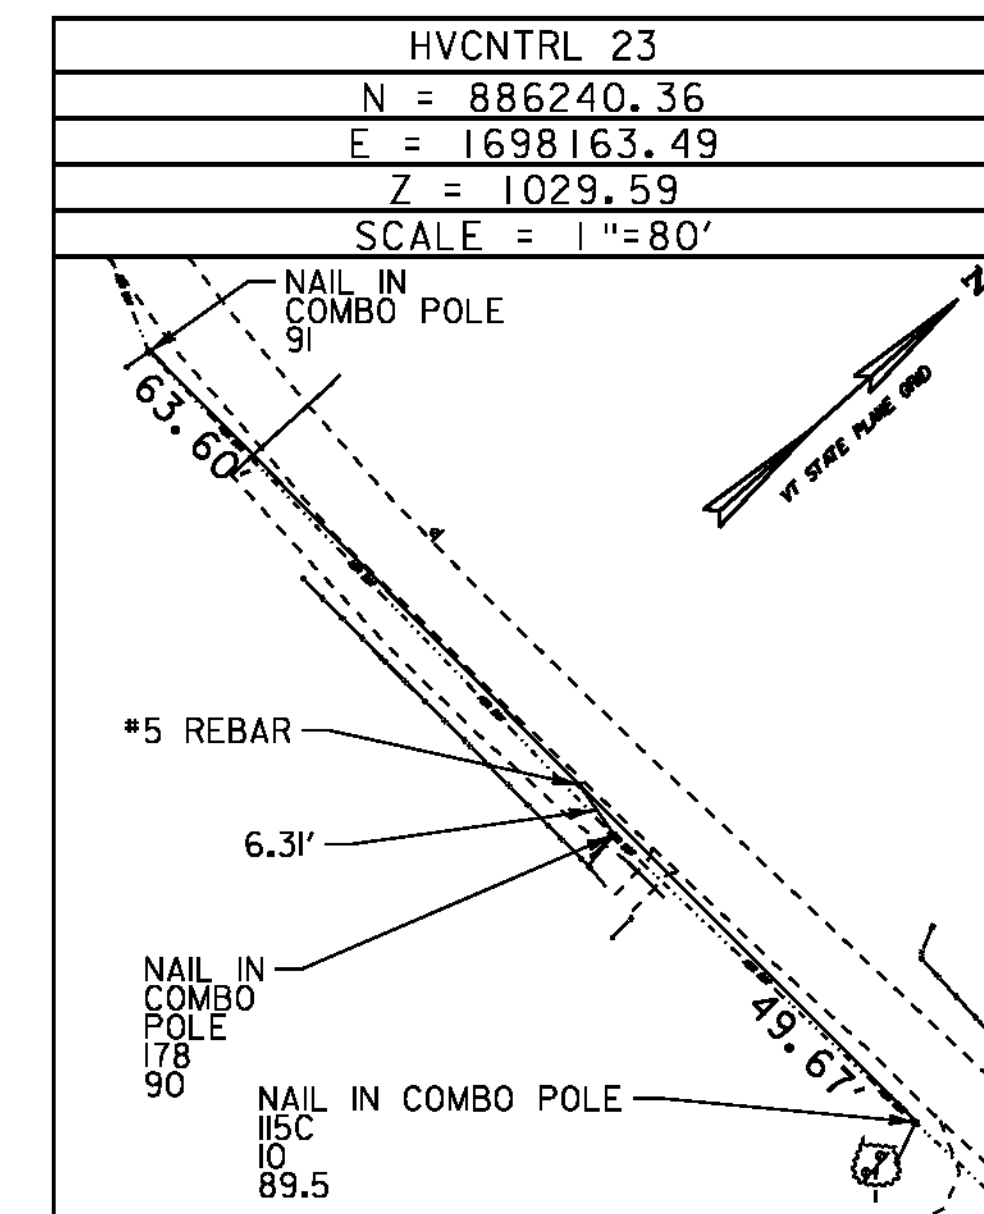 HVCNTRL 23
N = 886240.36
E = 1698163.49
Z = 1029.59
SCALE = 1"=80'
NAIL IN
COMBO POLE
91
Z
VT STATE PLANE GRID
63.60'
#5 REBAR
6.31'
NAIL IN
COMBO
POLE
178
90
49.67'
NAIL IN COMBO POLE
115C
10
89.5